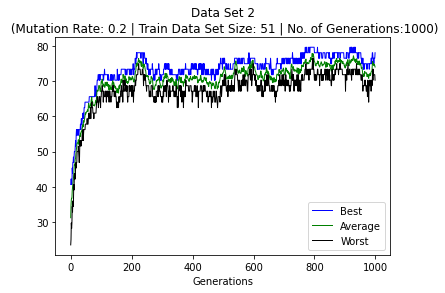 Data Set 2
(Mutation Rate: 0.2 | Train Data Set Size: 51 | No. of Generations:1000)
80
70
60
50
40
30
Best
Average
Worst
0 200 400 600 800 1000
Generations